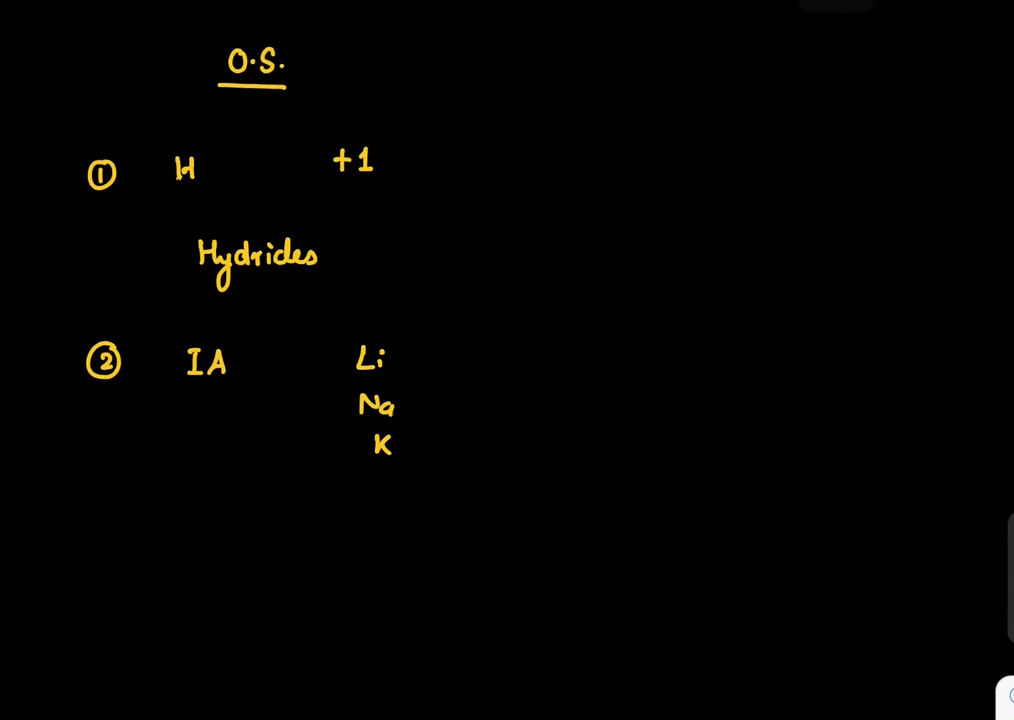 O.S.
① H +1
Hydrides
② IA Li
Na
K